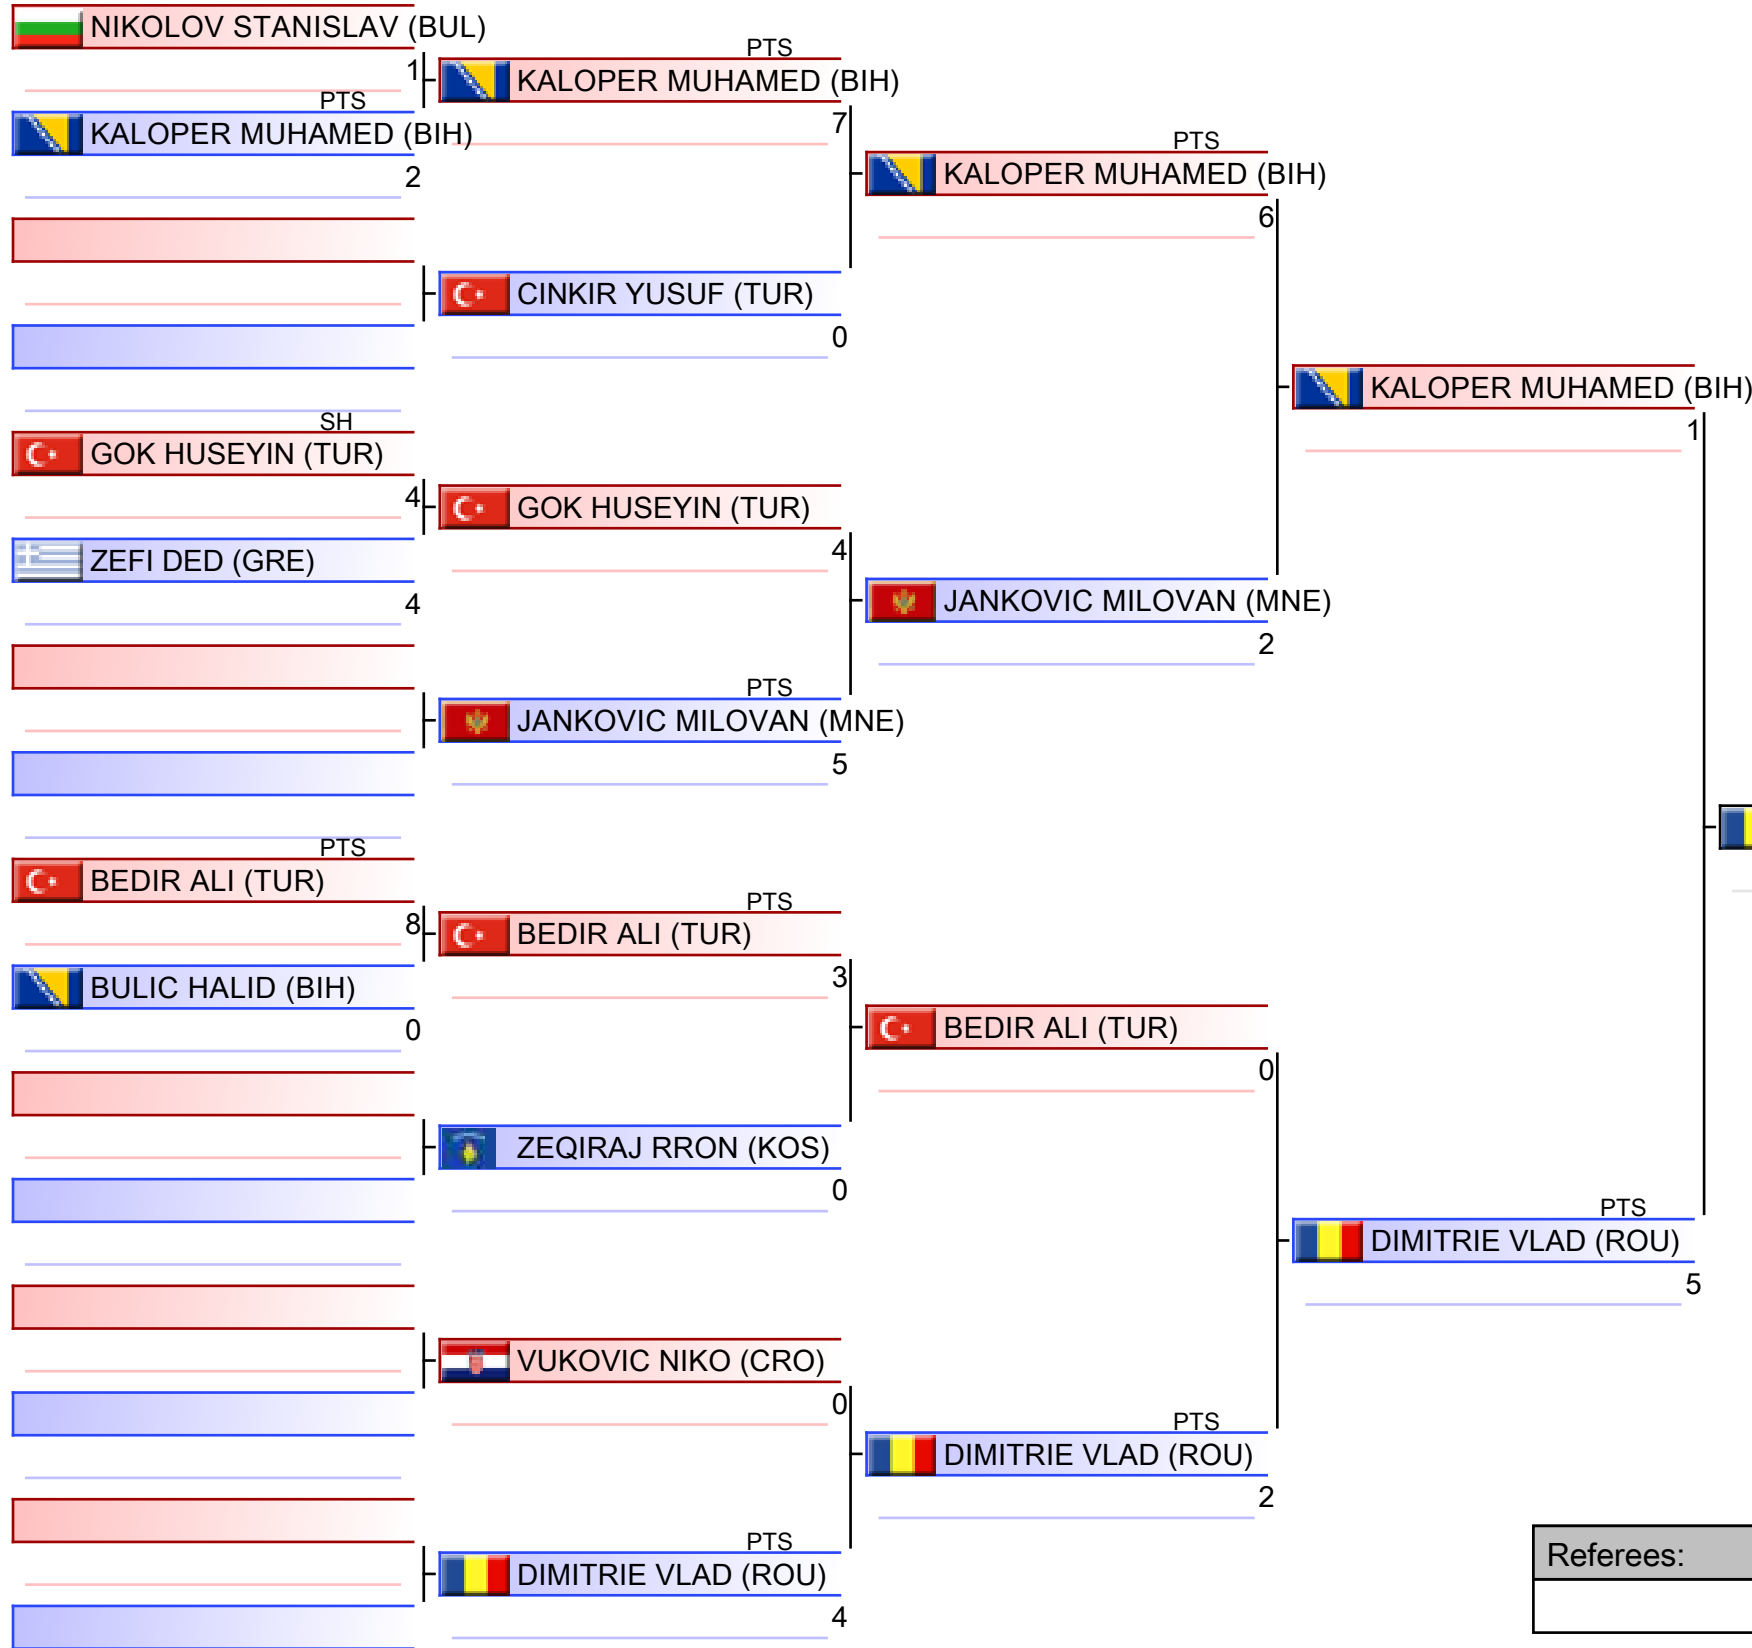 NIKOLOV STANISLAV (BUL)
1
PTS
KALOPER MUHAMED (BIH)
2
SH
GOK HUSEYIN (TUR)
4
ZEFI DED (GRE)
4
PTS
BEDIR ALI (TUR)
8
BULIC HALID (BIH)
0
PTS
KALOPER MUHAMED (BIH)
7
CINKIR YUSUF (TUR)
0
GOK HUSEYIN (TUR)
4
PTS
JANKOVIC MILOVAN (MNE)
5
PTS
BEDIR ALI (TUR)
3
ZEQIRAJ RRON (KOS)
0
VUKOVIC NIKO (CRO)
0
PTS
DIMITRIE VLAD (ROU)
4
PTS
KALOPER MUHAMED (BIH)
6
JANKOVIC MILOVAN (MNE)
2
BEDIR ALI (TUR)
0
PTS
DIMITRIE VLAD (ROU)
2
KALOPER MUHAMED (BIH)
1
PTS
DIMITRIE VLAD (ROU)
5
Referees: